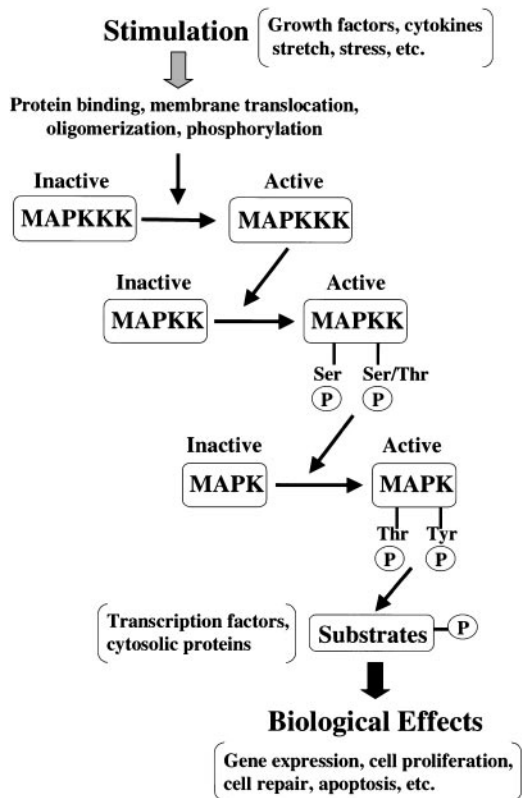 Stimulation
Growth factors, cytokines
stretch, stress, etc.
Protein binding, membrane translocation,
oligomerization, phosphorylation
Inactive
Active
MAPKKK
MAPKKK
Inactive
Active
MAPKK
MAPKK
Ser
Ser/Thr
P
P
Inactive
Active
MAPK
MAPK
Thr
Tyr
P
P
Transcription factors,
cytosolic proteins
Substrates
P
Biological Effects
Gene expression, cell proliferation,
cell repair, apoptosis, etc.